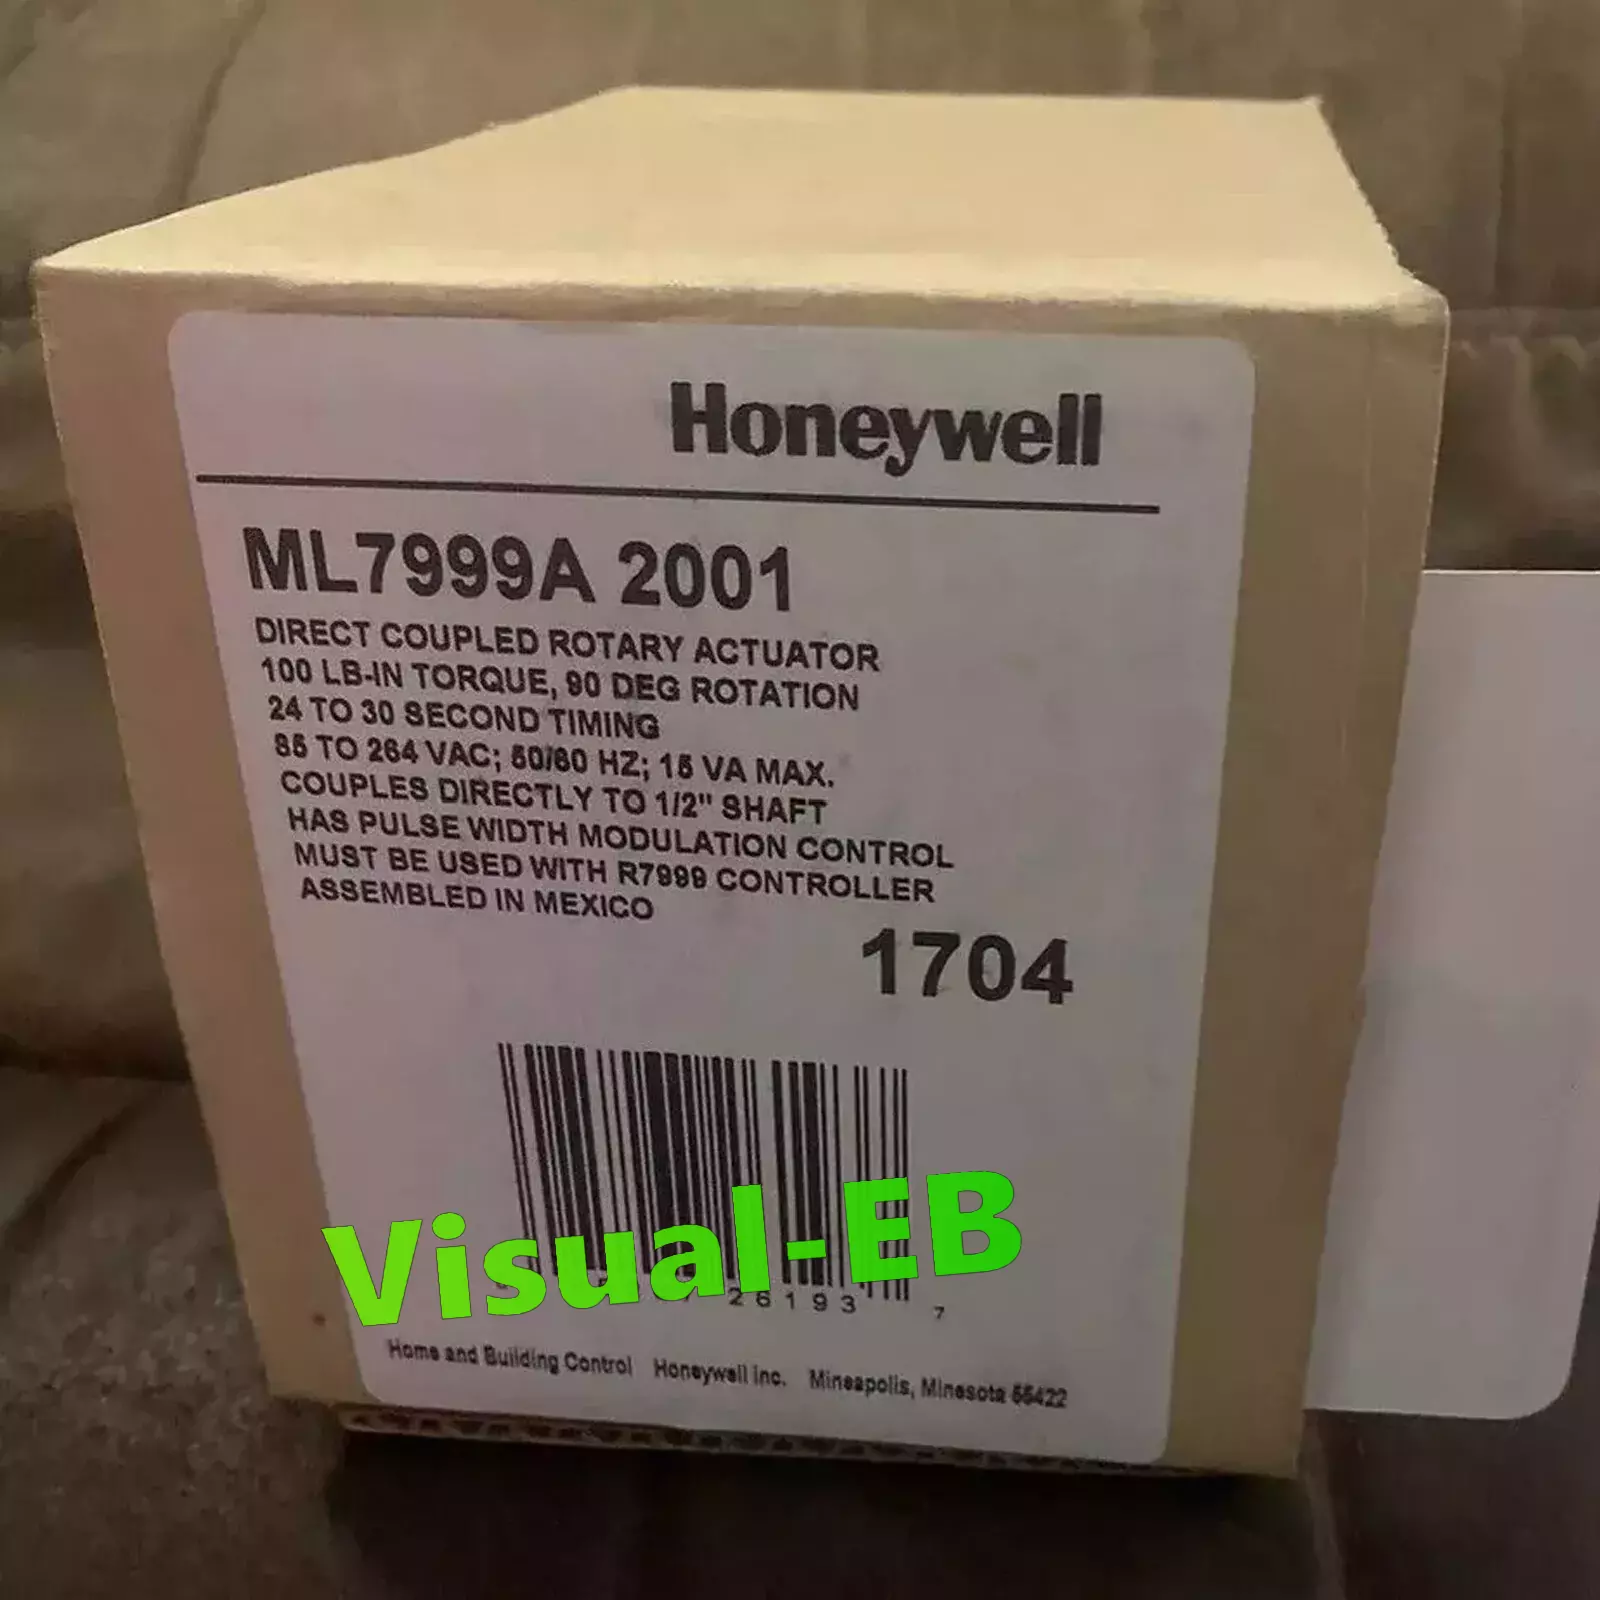 Honeywell
ML7999A 2001
DIRECT COUPLED ROTARY ACTUATOR
100 LB-IN TORQUE, 90 DEG ROTATION
24 TO 30 SECOND TIMING
85 TO 264 VAC; 50/60 HZ; 15 VA MAX.
COUPLES DIRECTLY TO 1/2" SHAFT
HAS PULSE WIDTH MODULATION CONTROL
MUST BE USED WITH R7999 CONTROLLER
ASSEMBLED IN MEXICO
1704
Visual-EB
26193 7
Home and Building Control Honeywell Inc. Minneapolis, Minnesota 55422